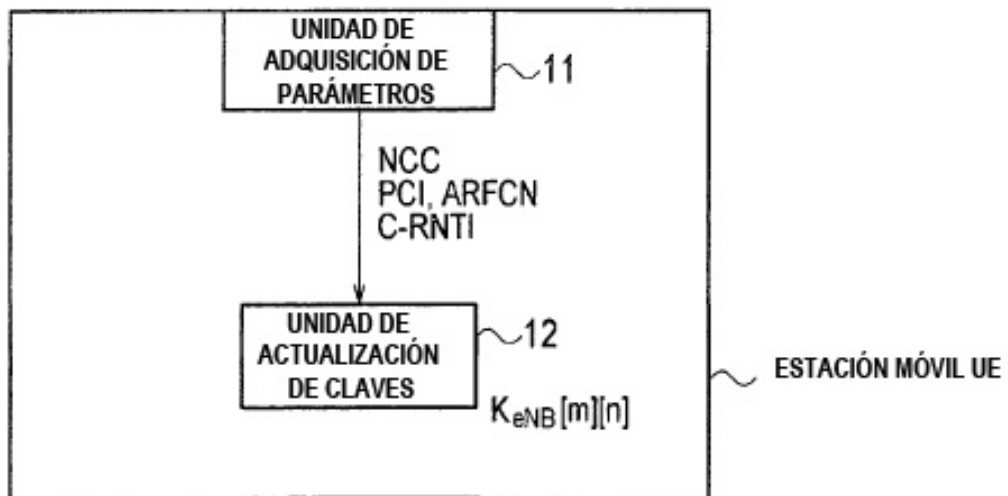 UNIDAD DE
ADQUISICIÓN DE
PARÁMETROS
11
NCC
PCI, ARFCN
C-RNTI
UNIDAD DE
ACTUALIZACIÓN
DE CLAVES
12
KeNB[m][n]
ESTACIÓN MÓVIL UE